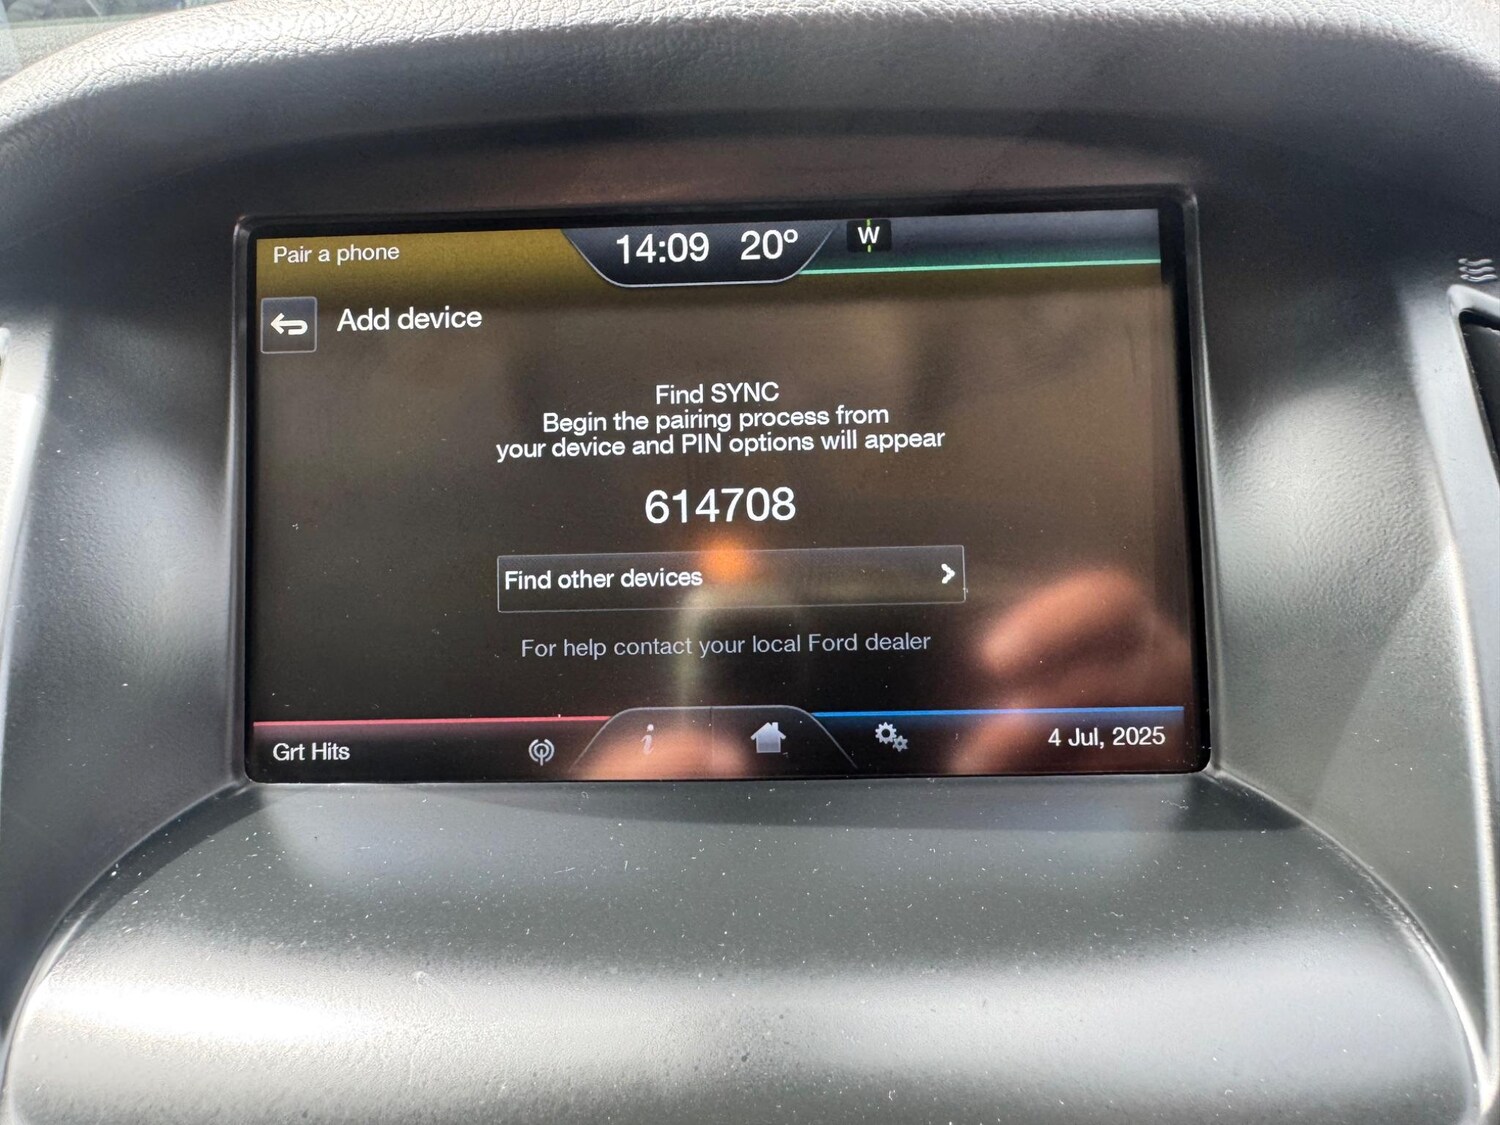 Pair a phone
14:09 20°
W
Add device
Find SYNC
Begin the pairing process from
your device and PIN options will appear
614708
Find other devices
For help contact your local Ford dealer
Grt Hits
i
4 Jul, 2025